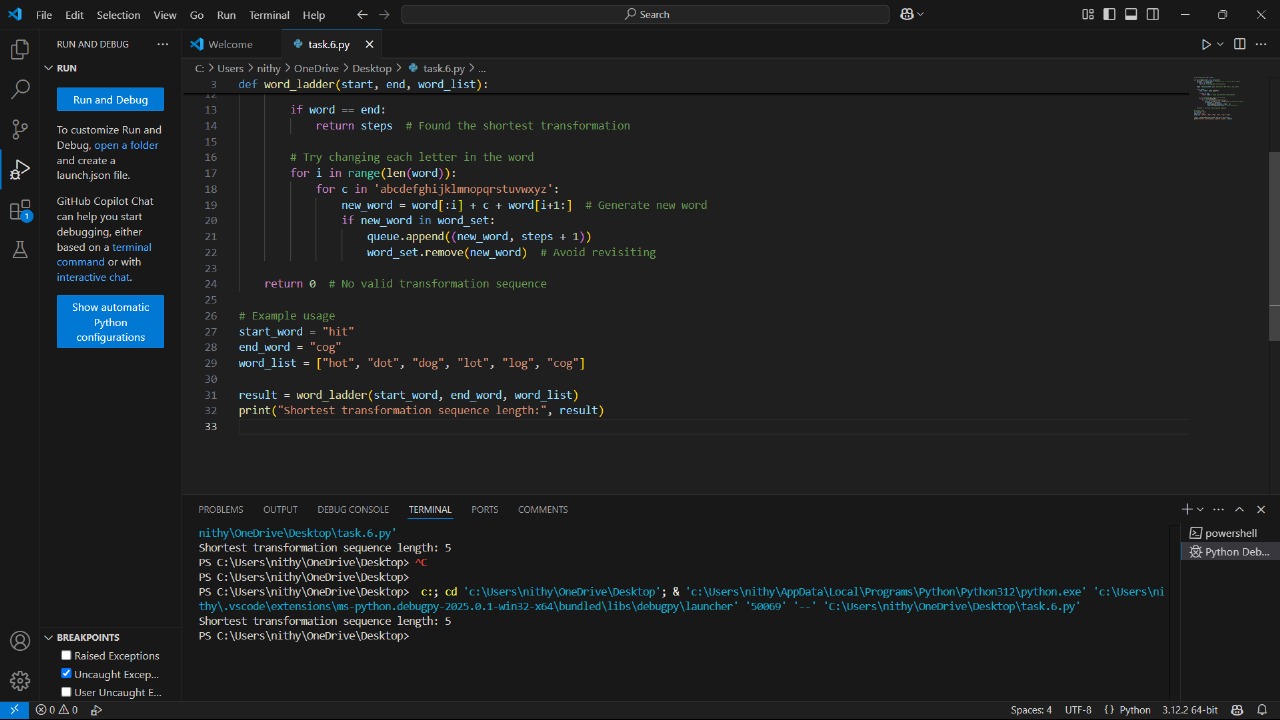 File Edit Selection View Go Run Terminal Help
Search
RUN AND DEBUG
RUN
Run and Debug
To customize Run and
Debug, open a folder
and create a
launch.json file.
GitHub Copilot Chat
can help you start
debugging, either
based on a terminal
command or with
interactive chat.
Show automatic
Python
configurations
1
BREAKPOINTS
Raised Exceptions
Uncaught Excep...
User Uncaught E...
Welcome task.6.py
C: > Users > nithy > OneDrive > Desktop > task.6.py > ...
3 def word_ladder(start, end, word_list):
12
13 if word == end:
14 return steps # Found the shortest transformation
15
16 # Try changing each letter in the word
17 for i in range(len(word)):
18 for c in 'abcdefghijklmnopqrstuvwxyz':
19 new_word = word[:i] + c + word[i+1:] # Generate new word
20 if new_word in word_set:
21 queue.append((new_word, steps + 1))
22 word_set.remove(new_word) # Avoid revisiting
23
24 return 0 # No valid transformation sequence
25
26 # Example usage
27 start_word = "hit"
28 end_word = "cog"
29 word_list = ["hot", "dot", "dog", "lot", "log", "cog"]
30
31 result = word_ladder(start_word, end_word, word_list)
32 print("Shortest transformation sequence length:", result)
33
PROBLEMS OUTPUT DEBUG CONSOLE TERMINAL PORTS COMMENTS
nithy\OneDrive\Desktop\task.6.py'
Shortest transformation sequence length: 5
PS C:\Users\nithy\OneDrive\Desktop> ^C
PS C:\Users\nithy\OneDrive\Desktop>
PS C:\Users\nithy\OneDrive\Desktop> c:; cd 'c:\Users\nithy\OneDrive\Desktop'; & 'c:\Users\nithy\AppData\Local\Programs\Python\Python312\python.exe' 'c:\Users\ni
thy\.vscode\extensions\ms-python.debugpy-2025.0.1-win32-x64\bundled\libs\debugpy\launcher' '50069' '--' 'C:\Users\nithy\OneDrive\Desktop\task.6.py'
Shortest transformation sequence length: 5
PS C:\Users\nithy\OneDrive\Desktop>
powershell
Python Deb...
0 0
Spaces: 4 UTF-8 {} Python 3.12.2 64-bit